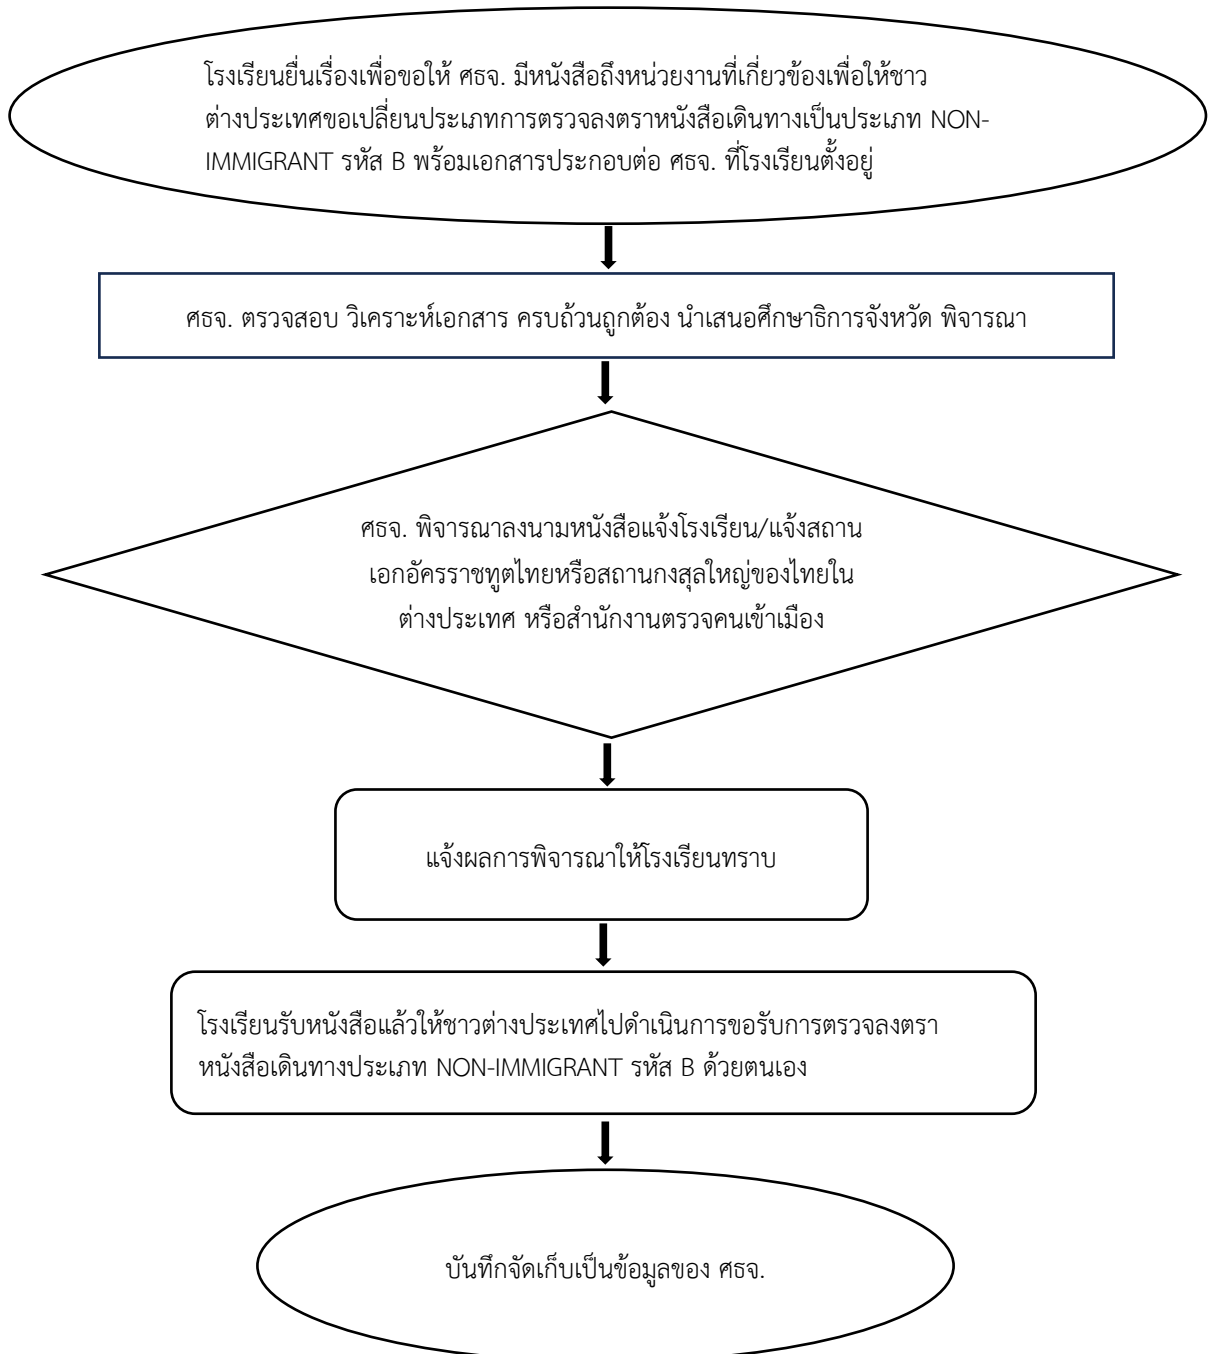 โรงเรียนยื่นเรื่องเพื่อขอให้ ศธจ. มีหนังสือถึงหน่วยงานที่เกี่ยวข้องเพื่อให้ชาว
ต่างประเทศขอเปลี่ยนประเภทการตรวจลงตราหนังสือเดินทางเป็นประเภท NON-
IMMIGRANT รหัส B พร้อมเอกสารประกอบต่อ ศธจ. ที่โรงเรียนตั้งอยู่
ศธจ. ตรวจสอบ วิเคราะห์เอกสาร ครบถ้วนถูกต้อง นำเสนอศึกษาธิการจังหวัด พิจารณา
ศธจ. พิจารณาลงนามหนังสือแจ้งโรงเรียน/แจ้งสถาน
เอกอัครราชทูตไทยหรือสถานกงสุลใหญ่ของไทยใน
ต่างประเทศ หรือสำนักงานตรวจคนเข้าเมือง
แจ้งผลการพิจารณาให้โรงเรียนทราบ
โรงเรียนรับหนังสือแล้วให้ชาวต่างประเทศไปดำเนินการขอรับการตรวจลงตรา
หนังสือเดินทางประเภท NON-IMMIGRANT รหัส B ด้วยตนเอง
บันทึกจัดเก็บเป็นข้อมูลของ ศธจ.